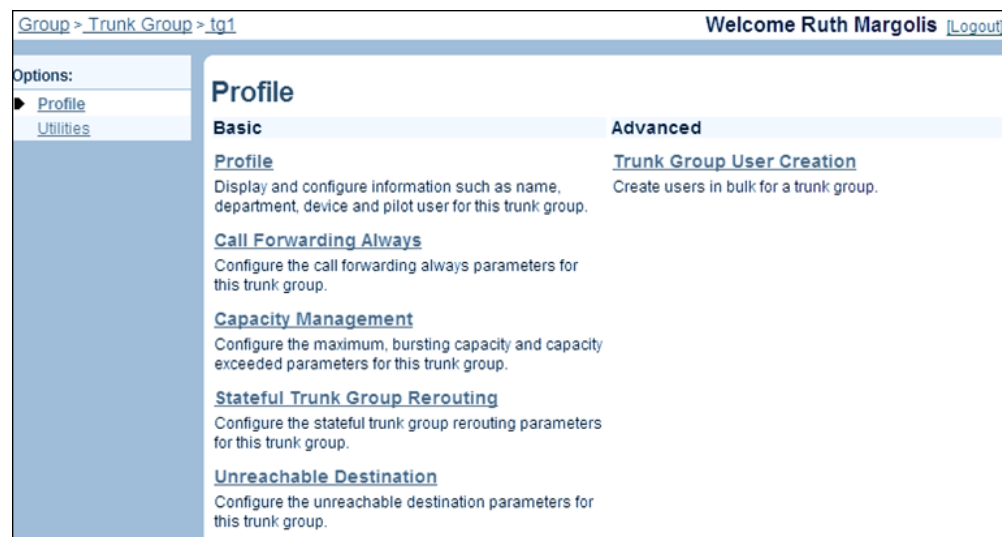 Group > Trunk Group > tg1
Welcome Ruth Margolis [Logout]
Options:
Profile
Utilities
Profile
Basic
Profile
Display and configure information such as name,
department, device and pilot user for this trunk group.
Call Forwarding Always
Configure the call forwarding always parameters for
this trunk group.
Capacity Management
Configure the maximum, bursting capacity and capacity
exceeded parameters for this trunk group.
Stateful Trunk Group Rerouting
Configure the stateful trunk group rerouting parameters
for this trunk group.
Unreachable Destination
Configure the unreachable destination parameters for
this trunk group.
Advanced
Trunk Group User Creation
Create users in bulk for a trunk group.